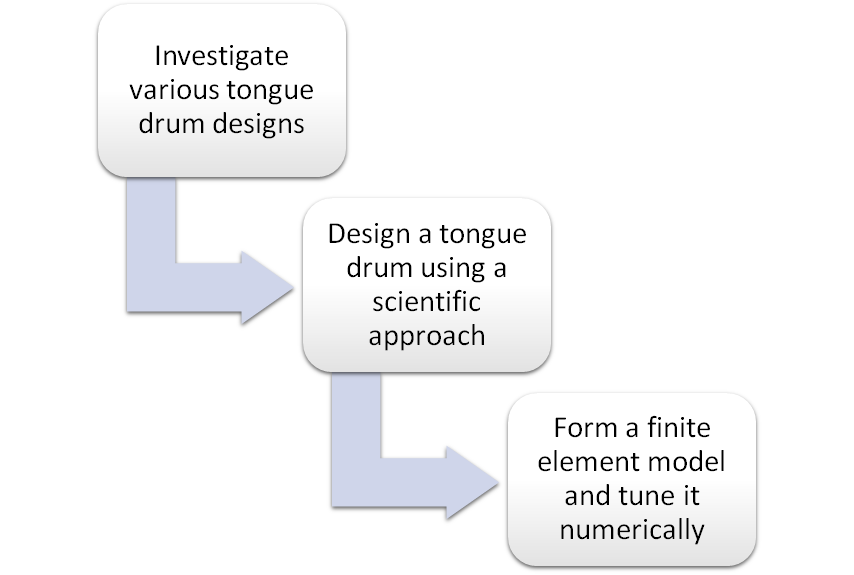 Investigate
various tongue
drum designs
Design a tongue
drum using a
scientific
approach
Form a finite
element model
and tune it
numerically